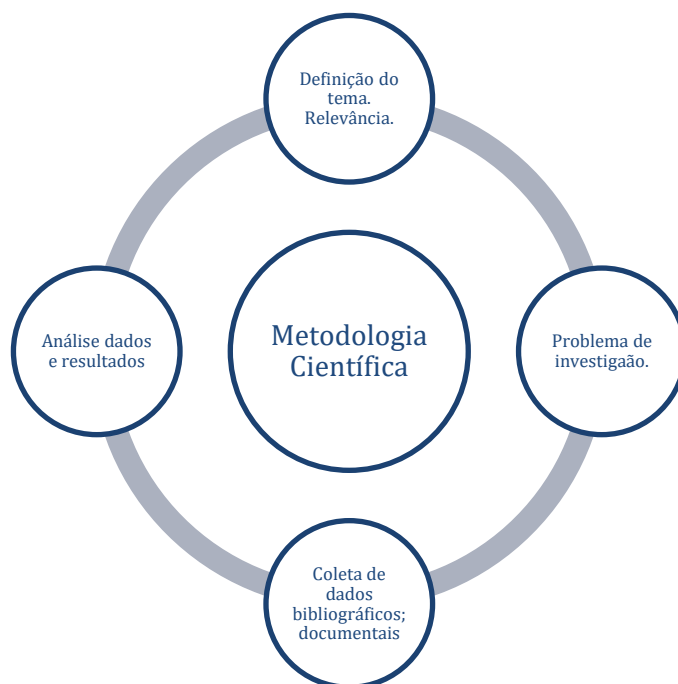 Definição do
tema.
Relevância.
Metodologia
Científica
Problema de
investigaão.
Coleta de
dados
bibliográficos;
documentais
Análise dados
e resultados